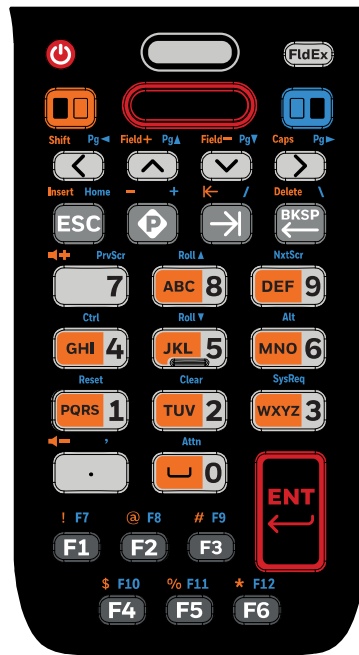 FldEx
Shift Pg◄ Field+ Pg▲ Field− Pg▼ Caps Pg►
Insert Home − + /  Delete \
ESC P BKSP
+ PrvScr Roll▲ NxtScr
7 ABC 8 DEF 9
Ctrl Roll▼ Alt
GHI 4 JKL 5 MNO 6
Reset Clear SysReq
PQRS 1 TUV 2 WXYZ 3
− , Attn
. 0 ENT
! F7 @ F8 # F9
F1 F2 F3
$ F10 % F11 * F12
F4 F5 F6